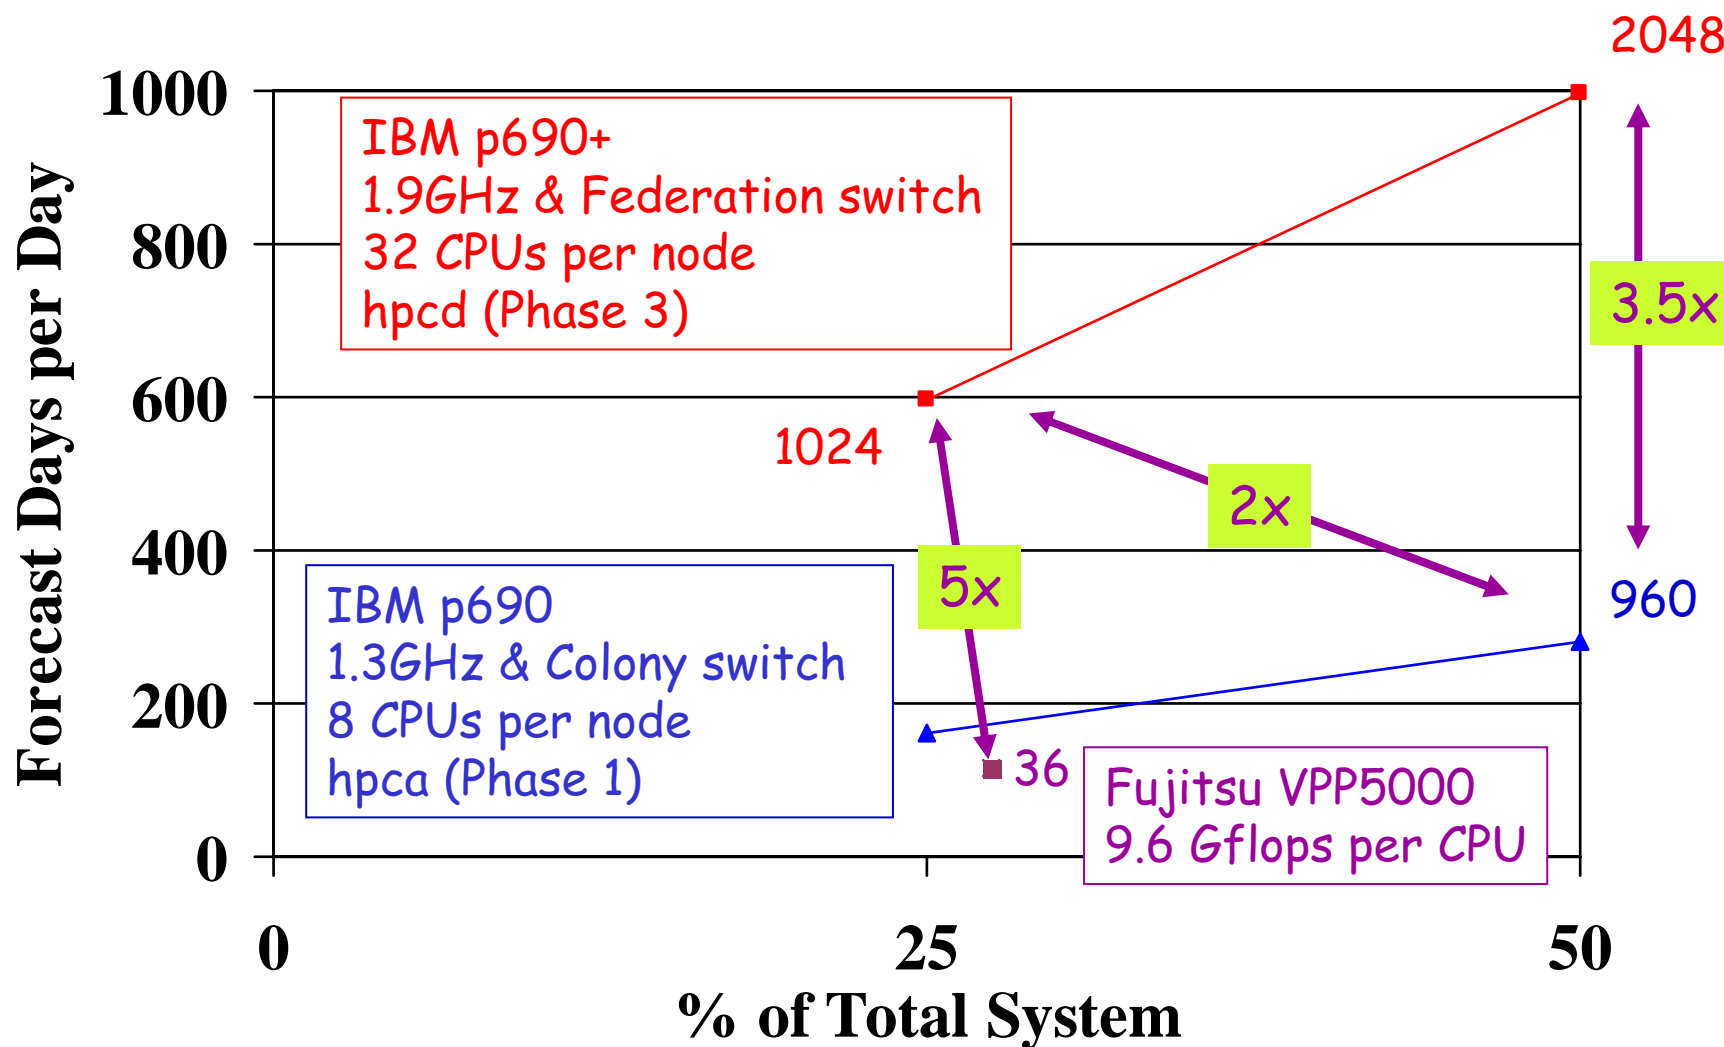 2048
1000
800
600
400
200
0
Forecast Days per Day
IBM p690+
1.9GHz & Federation switch
32 CPUs per node
hpcd (Phase 3)
3.5x
1024
2x
5x
IBM p690
1.3GHz & Colony switch
8 CPUs per node
hpca (Phase 1)
960
36
Fujitsu VPP5000
9.6 Gflops per CPU
0
25
50
% of Total System